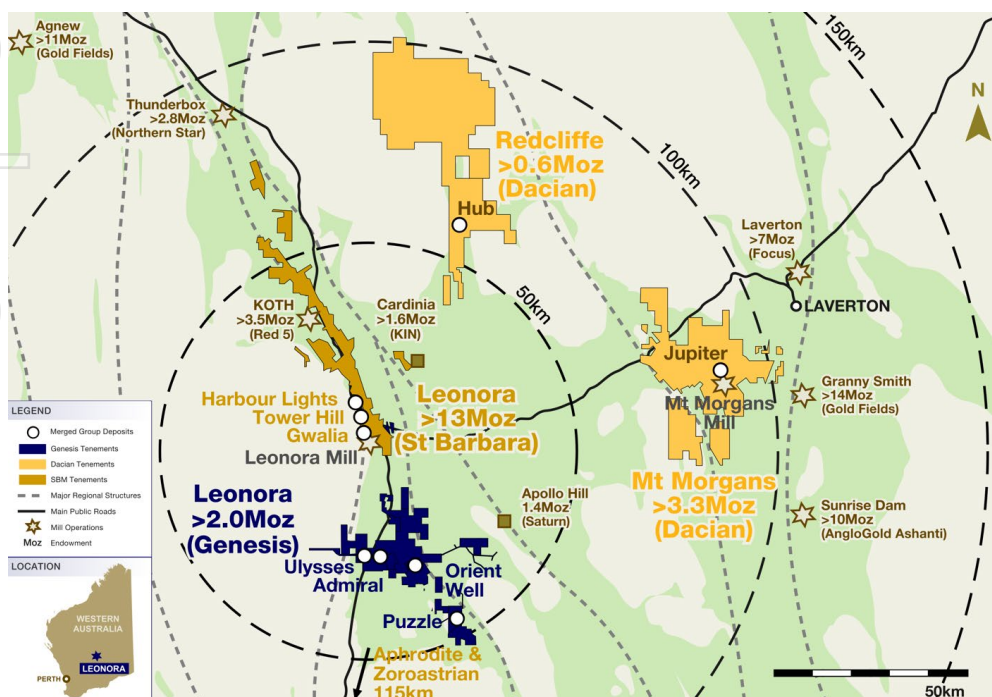 Agnew
>11Moz
(Gold Fields)
150km
Thunderbox
>2.8Moz
(Northern Star)
N
Redcliffe
>0.6Moz
(Dacian)
100km
Hub
Laverton
>7Moz
(Focus)
50km
LAVERTON
KOTH
>3.5Moz
(Red 5)
Cardinia
>1.6Moz
(KIN)
Jupiter
Mt Morgans
Mill
Granny Smith
>14Moz
(Gold Fields)
Harbour Lights
Tower Hill
Gwalia
Leonora Mill
Leonora
>13Moz
(St Barbara)
Mt Morgans
>3.3Moz
(Dacian)
Leonora
>2.0Moz
(Genesis)
Apollo Hill
1.4Moz
(Saturn)
Sunrise Dam
>10Moz
(AngloGold Ashanti)
Ulysses
Admiral
Orient
Well
Puzzle
Aphrodite &
Zoroastrian
115km
50km
LEGEND
Merged Group Deposits
Genesis Tenements
Dacian Tenements
SBM Tenements
Major Regional Structures
Main Public Roads
Mill Operations
Moz Endowment
LOCATION
WESTERN
AUSTRALIA
LEONORA
PERTH